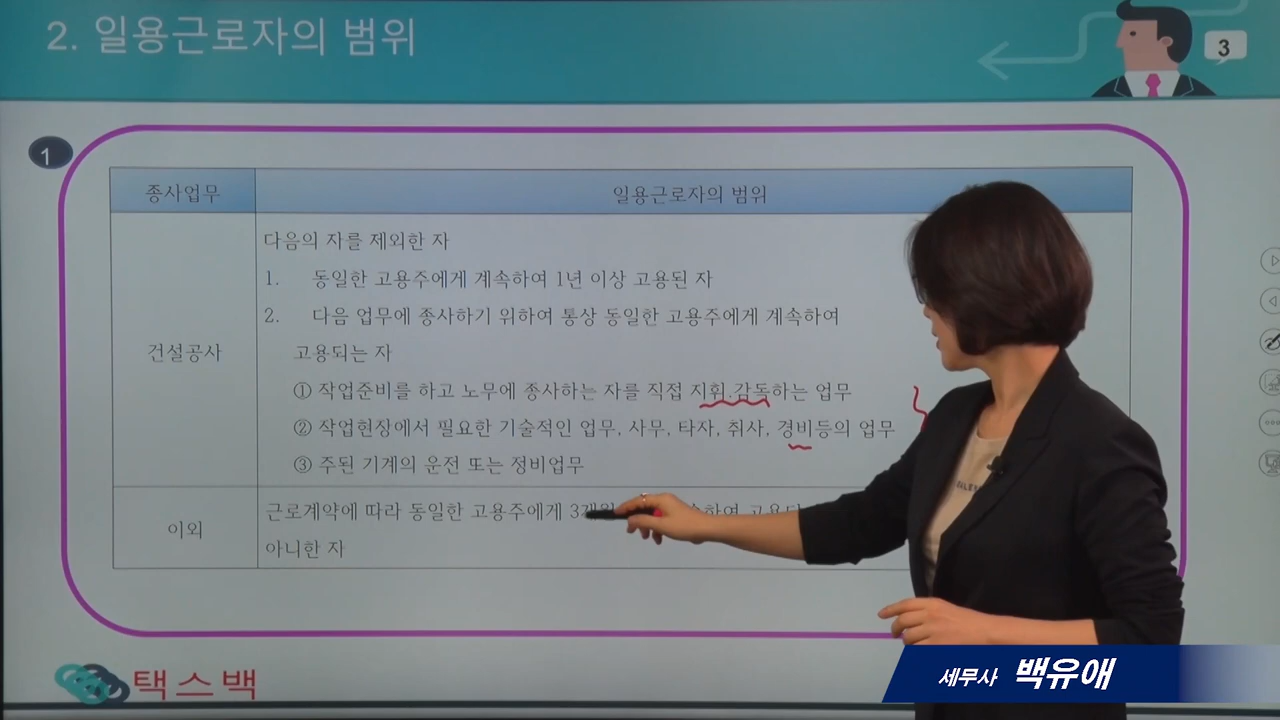 2. 일용근로자의 범위
3
1
종사업무
일용근로자의 범위
다음의 자를 제외한 자
1. 동일한 고용주에게 계속하여 1년 이상 고용된 자
2. 다음 업무에 종사하기 위하여 통상 동일한 고용주에게 계속하여
고용되는 자
건설공사
① 작업준비를 하고 노무에 종사하는 자를 직접 지휘.감독하는 업무
② 작업현장에서 필요한 기술적인 업무, 사무, 타자, 취사, 경비등의 업무
③ 주된 기계의 운전 또는 정비업무
이외
근로계약에 따라 동일한 고용주에게
아니한 자
택스백
세무사 백유애